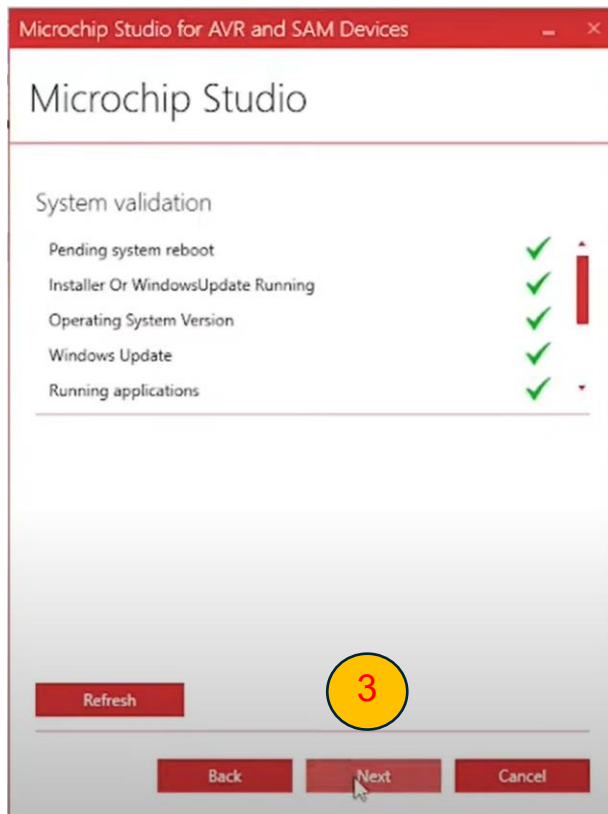 Microchip Studio for AVR and SAM Devices
Microchip Studio
System validation
Pending system reboot
Installer Or WindowsUpdate Running
Operating System Version
Windows Update
Running applications
Refresh
3
Back
Next
Cancel